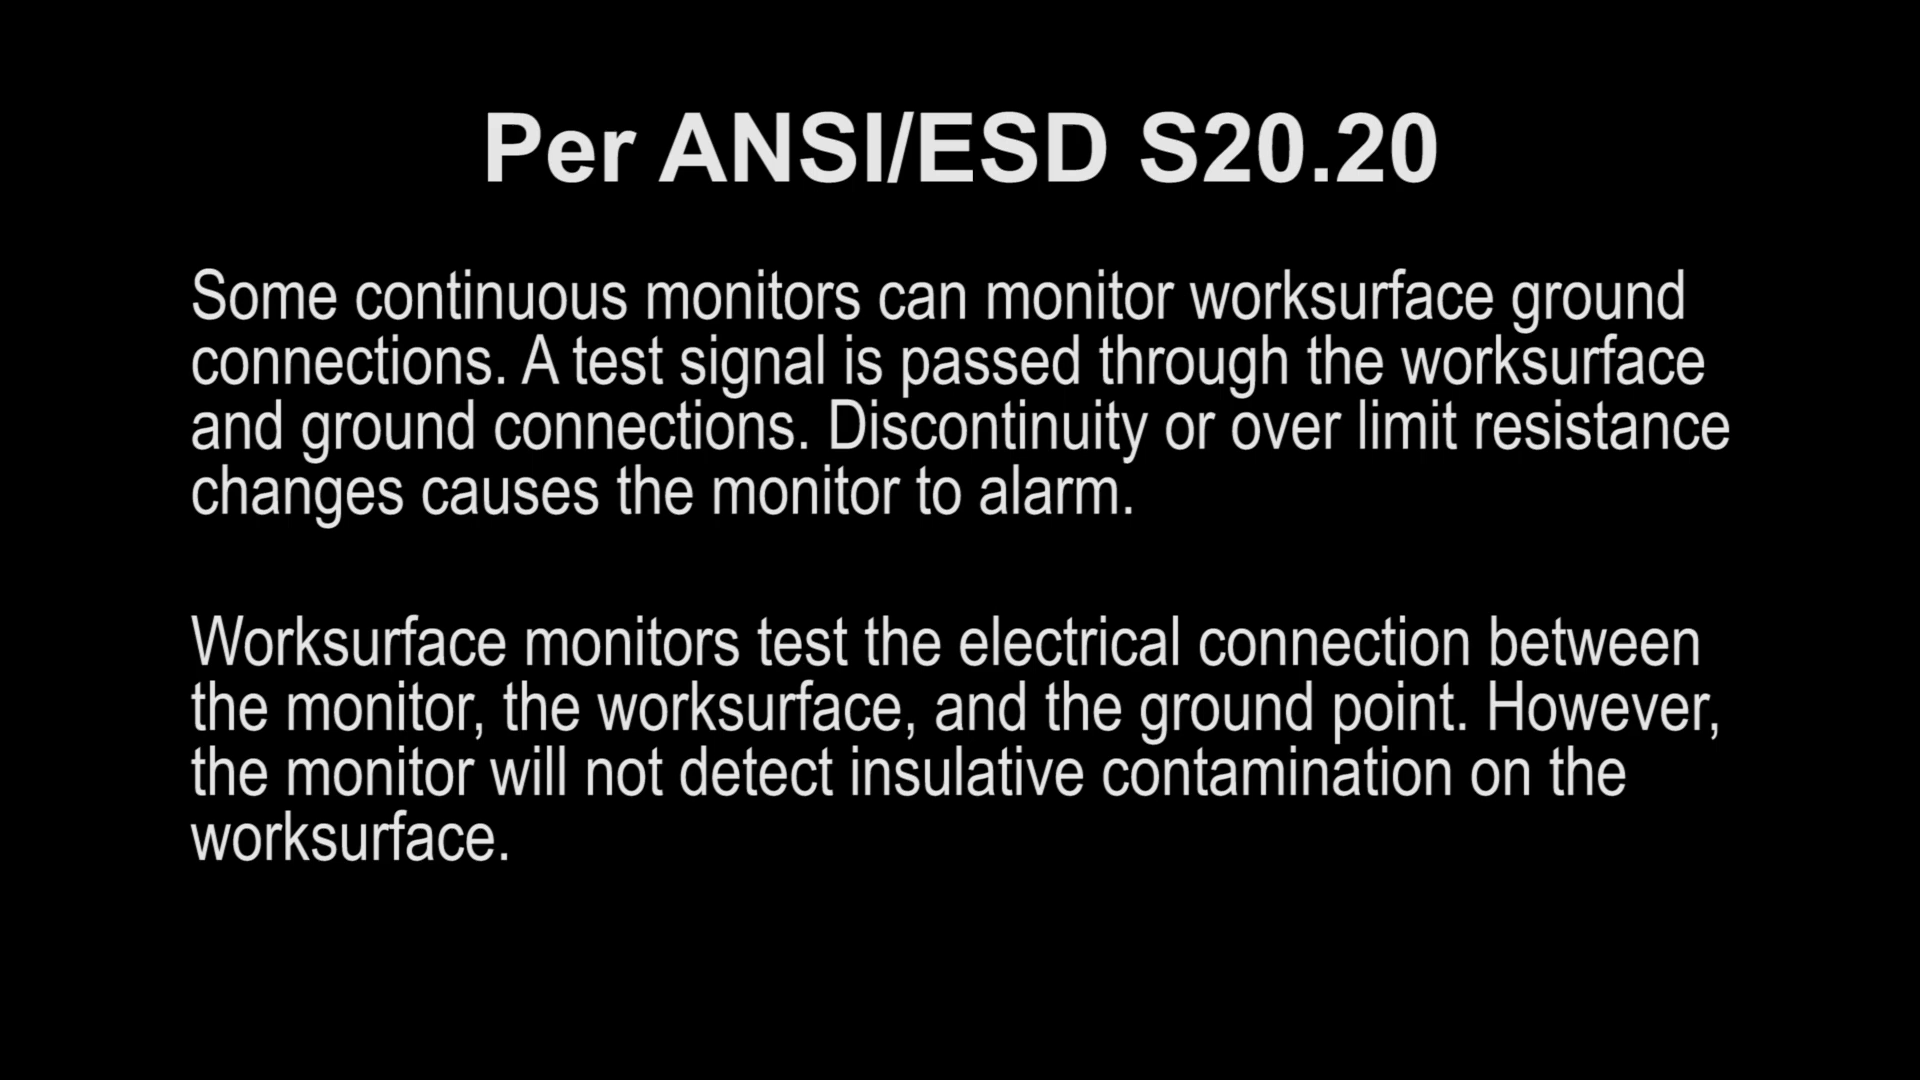 Per ANSI/ESD S20.20
Some continuous monitors can monitor worksurface ground
connections. A test signal is passed through the worksurface
and ground connections. Discontinuity or over limit resistance
changes causes the monitor to alarm.
Worksurface monitors test the electrical connection between
the monitor, the worksurface, and the ground point. However,
the monitor will not detect insulative contamination on the
worksurface.